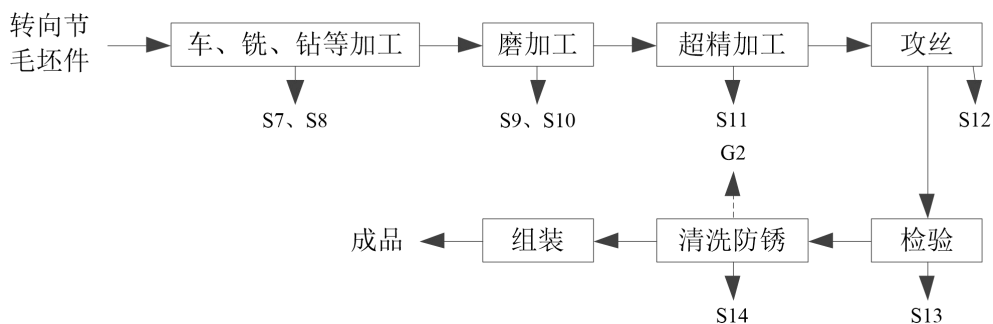 转向节
毛坯件
车、铣、钻等加工
磨加工
超精加工
攻丝
S7、S8
S9、S10
S11
S12
G2
成品
组装
清洗防锈
检验
S14
S13